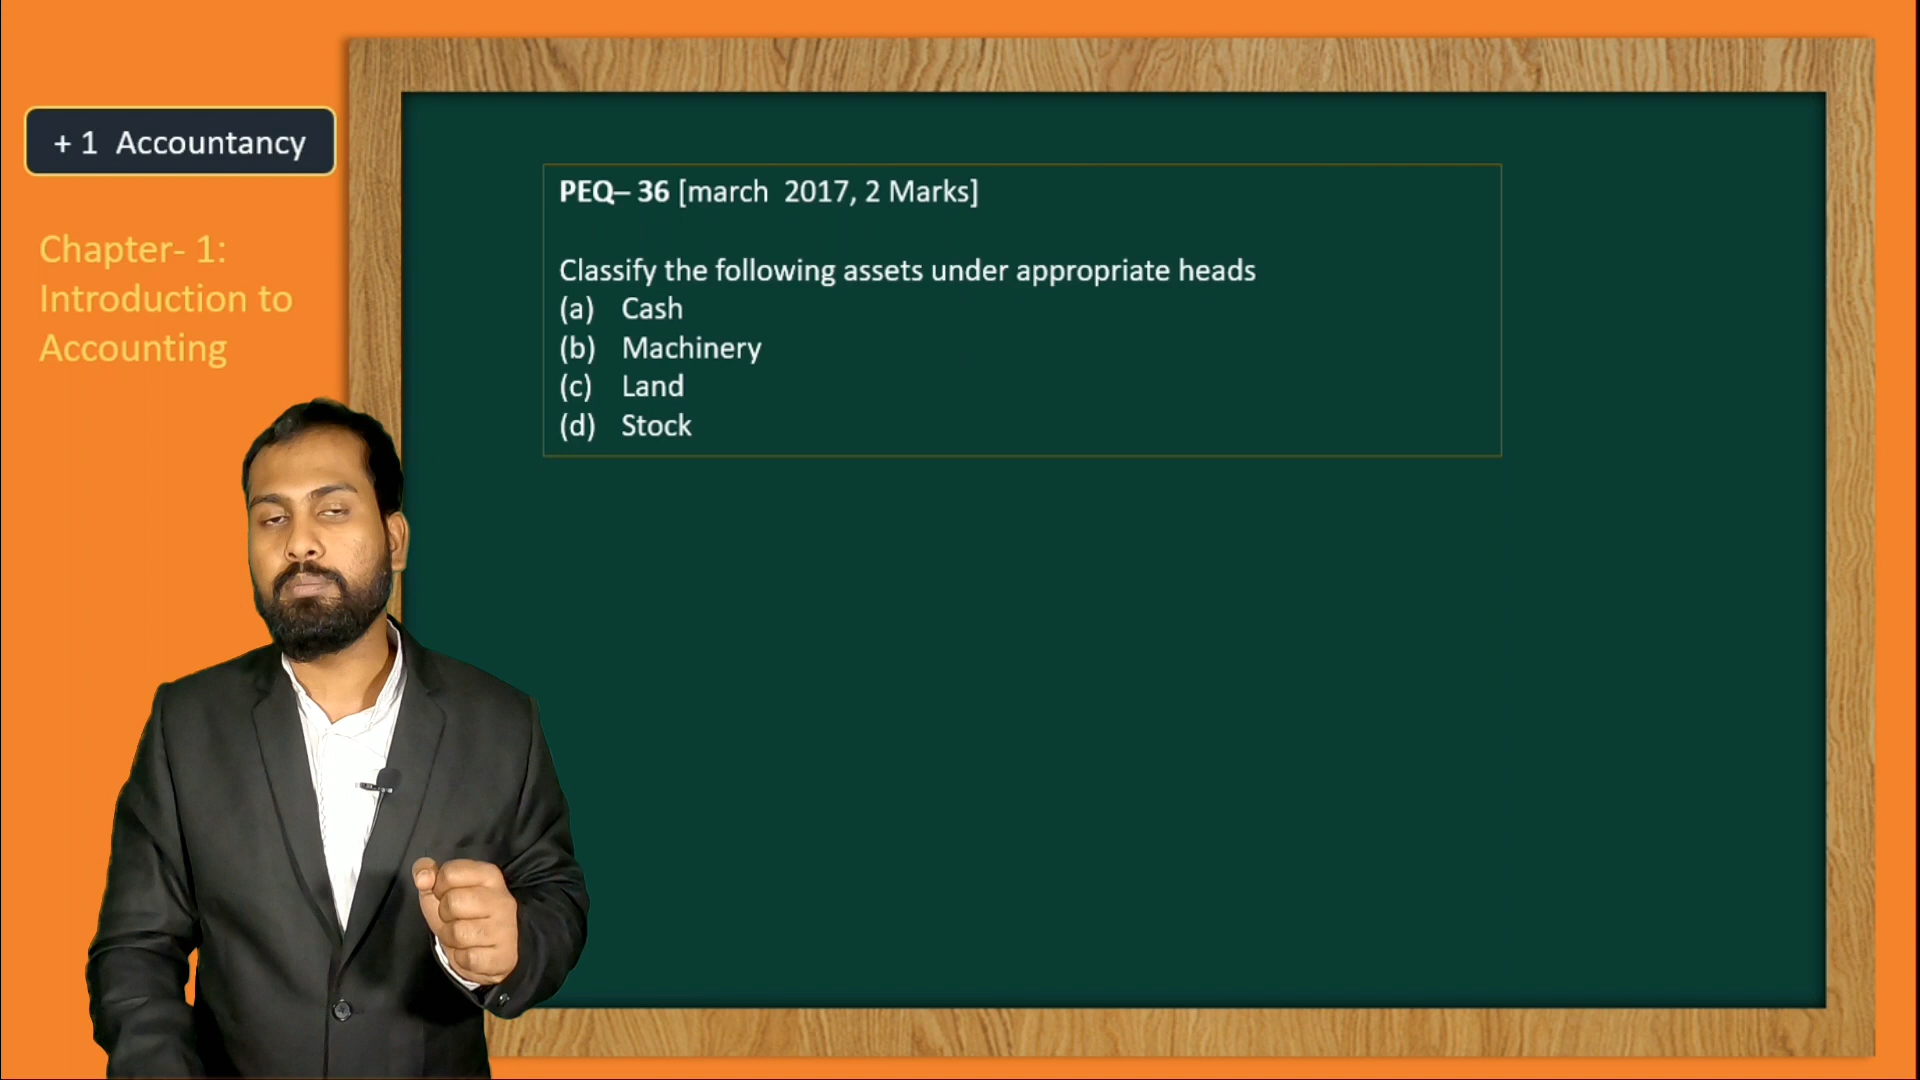 + 1 Accountancy
Chapter- 1:
Introduction to
Accounting
PEQ– 36 [march 2017, 2 Marks]
Classify the following assets under appropriate heads
(a) Cash
(b) Machinery
(c) Land
(d) Stock